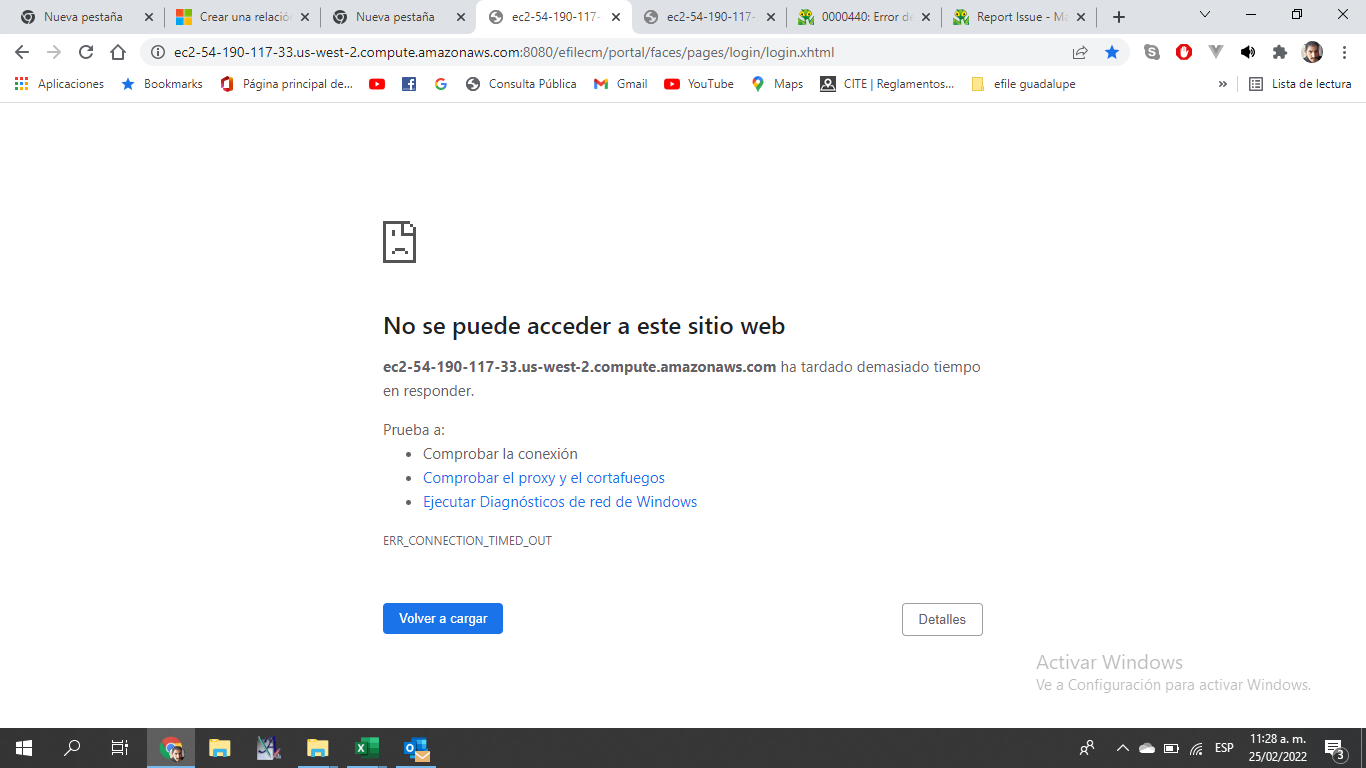 Nueva pestaña
Crear una relació
Nueva pestaña
ec2-54-190-117-
ec2-54-190-117-
0000440: Error de
Report Issue - Ma
ec2-54-190-117-33.us-west-2.compute.amazonaws.com:8080/efilecm/portal/faces/pages/login/login.xhtml
Aplicaciones
Bookmarks
Página principal de...
Consulta Pública
Gmail
YouTube
Maps
CITE | Reglamentos...
efile guadalupe
»
Lista de lectura
No se puede acceder a este sitio web
ec2-54-190-117-33.us-west-2.compute.amazonaws.com ha tardado demasiado tiempo
en responder.
Prueba a:
• Comprobar la conexión
• Comprobar el proxy y el cortafuegos
• Ejecutar Diagnósticos de red de Windows
ERR_CONNECTION_TIMED_OUT
Volver a cargar
Detalles
Activar Windows
Ve a Configuración para activar Windows.
ESP
11:28 a. m.
25/02/2022
3